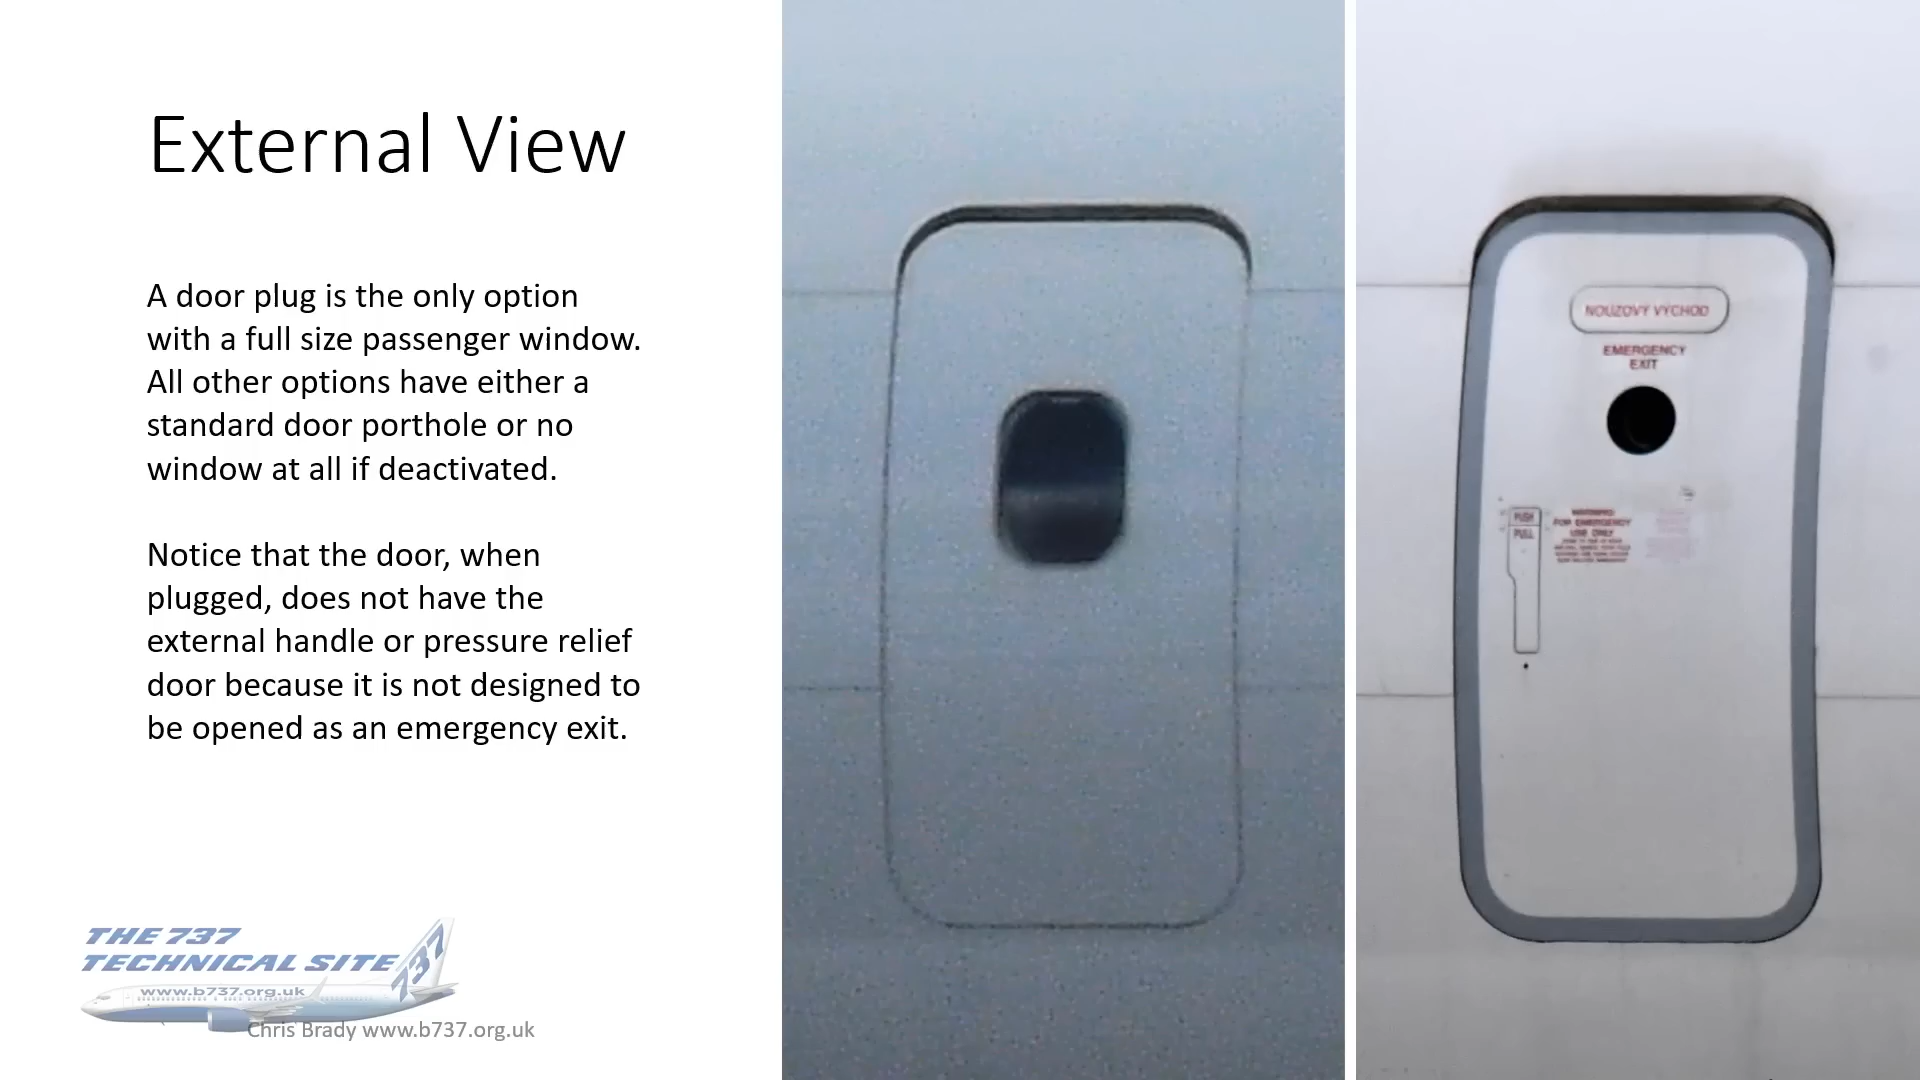 External View
A door plug is the only option
with a full size passenger window.
All other options have either a
standard door porthole or no
window at all if deactivated.
Notice that the door, when
plugged, does not have the
external handle or pressure relief
door because it is not designed to
be opened as an emergency exit.
THE 737
TECHNICAL SITE
737
www.b737.org.uk
Chris Brady www.b737.org.uk
NOUZOVÝ VÝCHOD
EMERGENCY
EXIT
PUSH
PULL
FOR EMERGENCY
USE ONLY